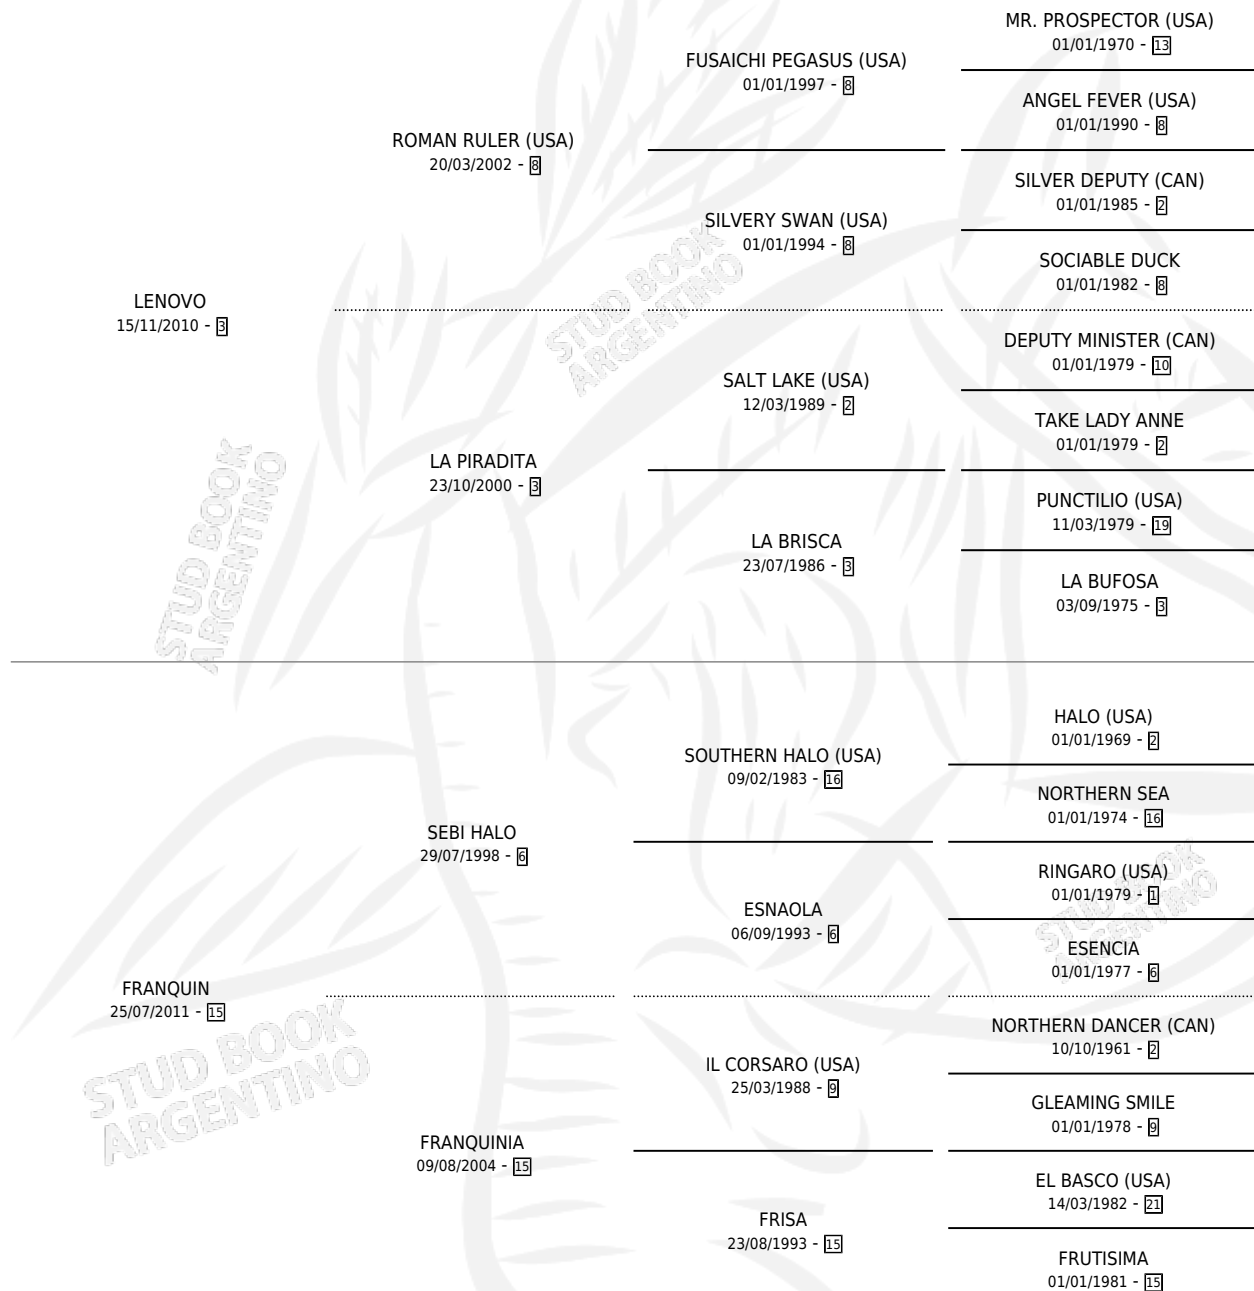 MR. PROSPECTOR (USA)
01/01/1970 - 13
FUSAICHI PEGASUS (USA)
01/01/1997 - 8
ANGEL FEVER (USA)
01/01/1990 - 8
ROMAN RULER (USA)
20/03/2002 - 8
SILVER DEPUTY (CAN)
01/01/1985 - 2
SILVERY SWAN (USA)
01/01/1994 - 8
SOCIABLE DUCK
01/01/1982 - 8
STUD BOOK
ARGENTINO
LENOVO
15/11/2010 - 3
DEPUTY MINISTER (CAN)
01/01/1979 - 10
SALT LAKE (USA)
12/03/1989 - 2
TAKE LADY ANNE
01/01/1979 - 2
LA PIRADITA
23/10/2000 - 3
PUNCTILIO (USA)
11/03/1979 - 19
LA BRISCA
23/07/1986 - 3
LA BUFOSA
03/09/1975 - 3
STUD BOOK
ARGENTINO
HALO (USA)
01/01/1969 - 2
SOUTHERN HALO (USA)
09/02/1983 - 16
NORTHERN SEA
01/01/1974 - 16
SEBI HALO
29/07/1998 - 6
RINGARO (USA)
01/01/1979 - 1
ESNAOLA
06/09/1993 - 6
ESENCIA
01/01/1977 - 6
STUD BOOK
ARGENTINO
FRANQUIN
25/07/2011 - 15
NORTHERN DANCER (CAN)
10/10/1961 - 2
IL CORSARO (USA)
25/03/1988 - 9
GLEAMING SMILE
01/01/1978 - 9
STUD BOOK
ARGENTINO
FRANQUINIA
09/08/2004 - 15
EL BASCO (USA)
14/03/1982 - 21
FRISA
23/08/1993 - 15
FRUTISIMA
01/01/1981 - 15